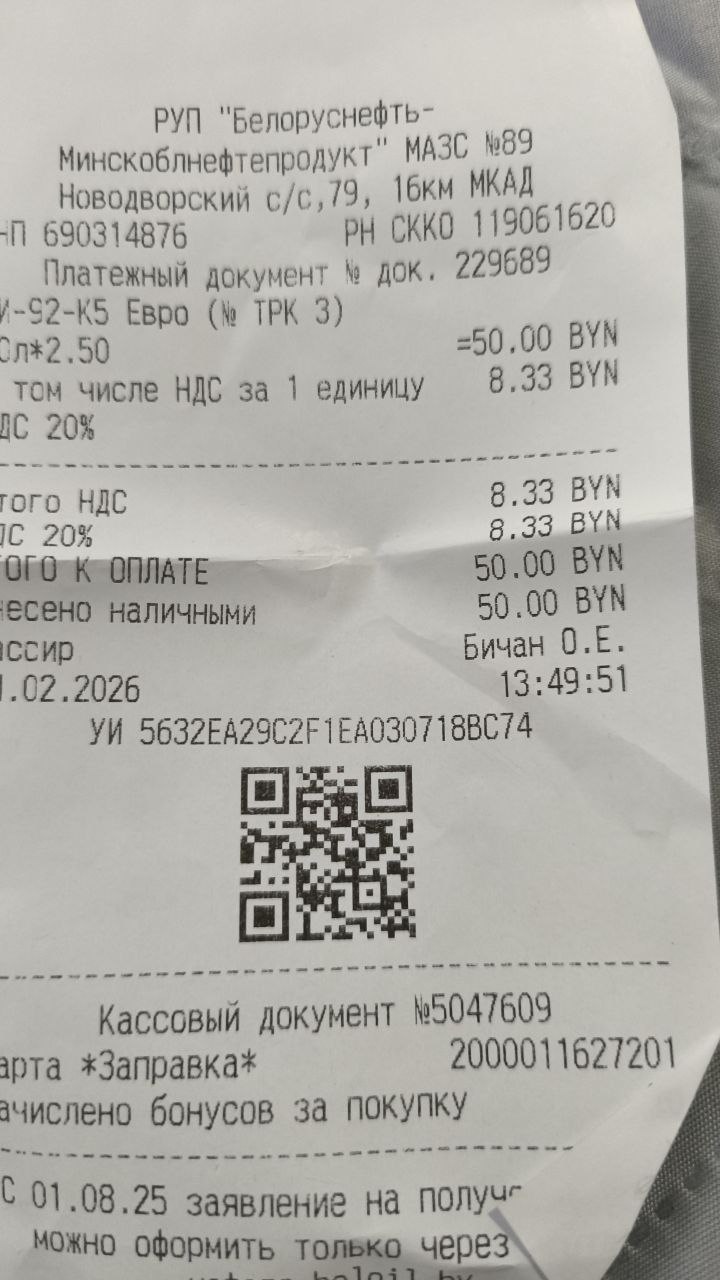 РУП "Белоруснефть-
Минскоблнефтепродукт" МАЗС №89
Новодворский с/с,79, 16км МКАД
НП 690314876 РН СККО 119061620
Платежный документ № док. 229689
И-92-К5 Евро (№ ТРК 3)
0л*2.50 =50.00 BYN
том числе НДС за 1 единицу 8.33 BYN
ДС 20%
того НДС 8.33 BYN
ДС 20% 8.33 BYN
ТОГО К ОПЛАТЕ 50.00 BYN
несено наличными 50.00 BYN
ассир Бичан О.Е.
1.02.2026 13:49:51
УИ 5632EA29C2F1EA030718BC74
Кассовый документ №5047609
арта *Заправка* 2000011627201
ачислено бонусов за покупку
С 01.08.25 заявление на получ
можно оформить только через